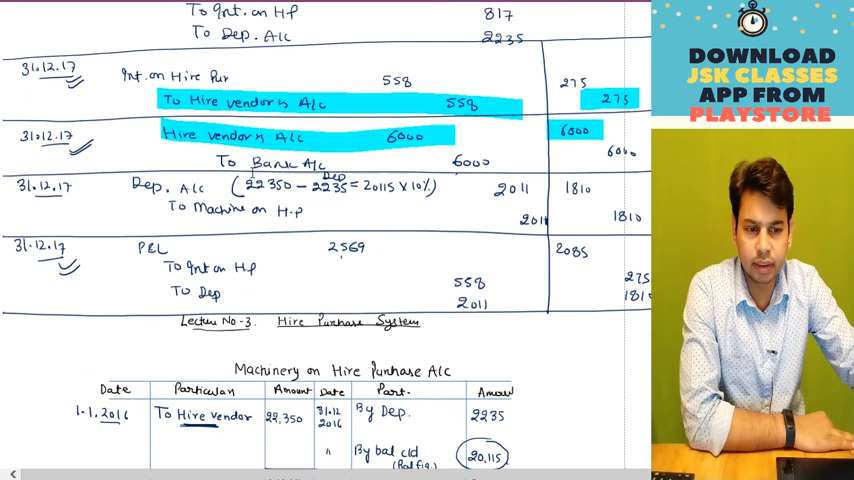 To Int. on H.P 817
To Dep. A/c 2235
31.12.17 Int. on Hire Pur 558 275
To Hire vendor's A/c 558 275
31.12.17 Hire vendor's A/c 6000 6000
To Bank A/c 6000 6000
31.12.17 Dep. A/c (22350 - 2235 Dep = 20115 x 10%) 2011 1810
To Machine on H.P 2011 1810
31.12.17 P&L 2569 2085
To Int on H.P 558 275
To Dep 2011 1810
Lecture No-3. Hire Purchase System
Machinery on Hire Purchase A/c
Date Particulars Amount Date Part. Amount
1.1.2016 To Hire vendor 22,350 31.12 2016 By Dep. 2235
" By bal c/d 20,115
(Bal fig.)
DOWNLOAD
JSK CLASSES
APP FROM
PLAYSTORE